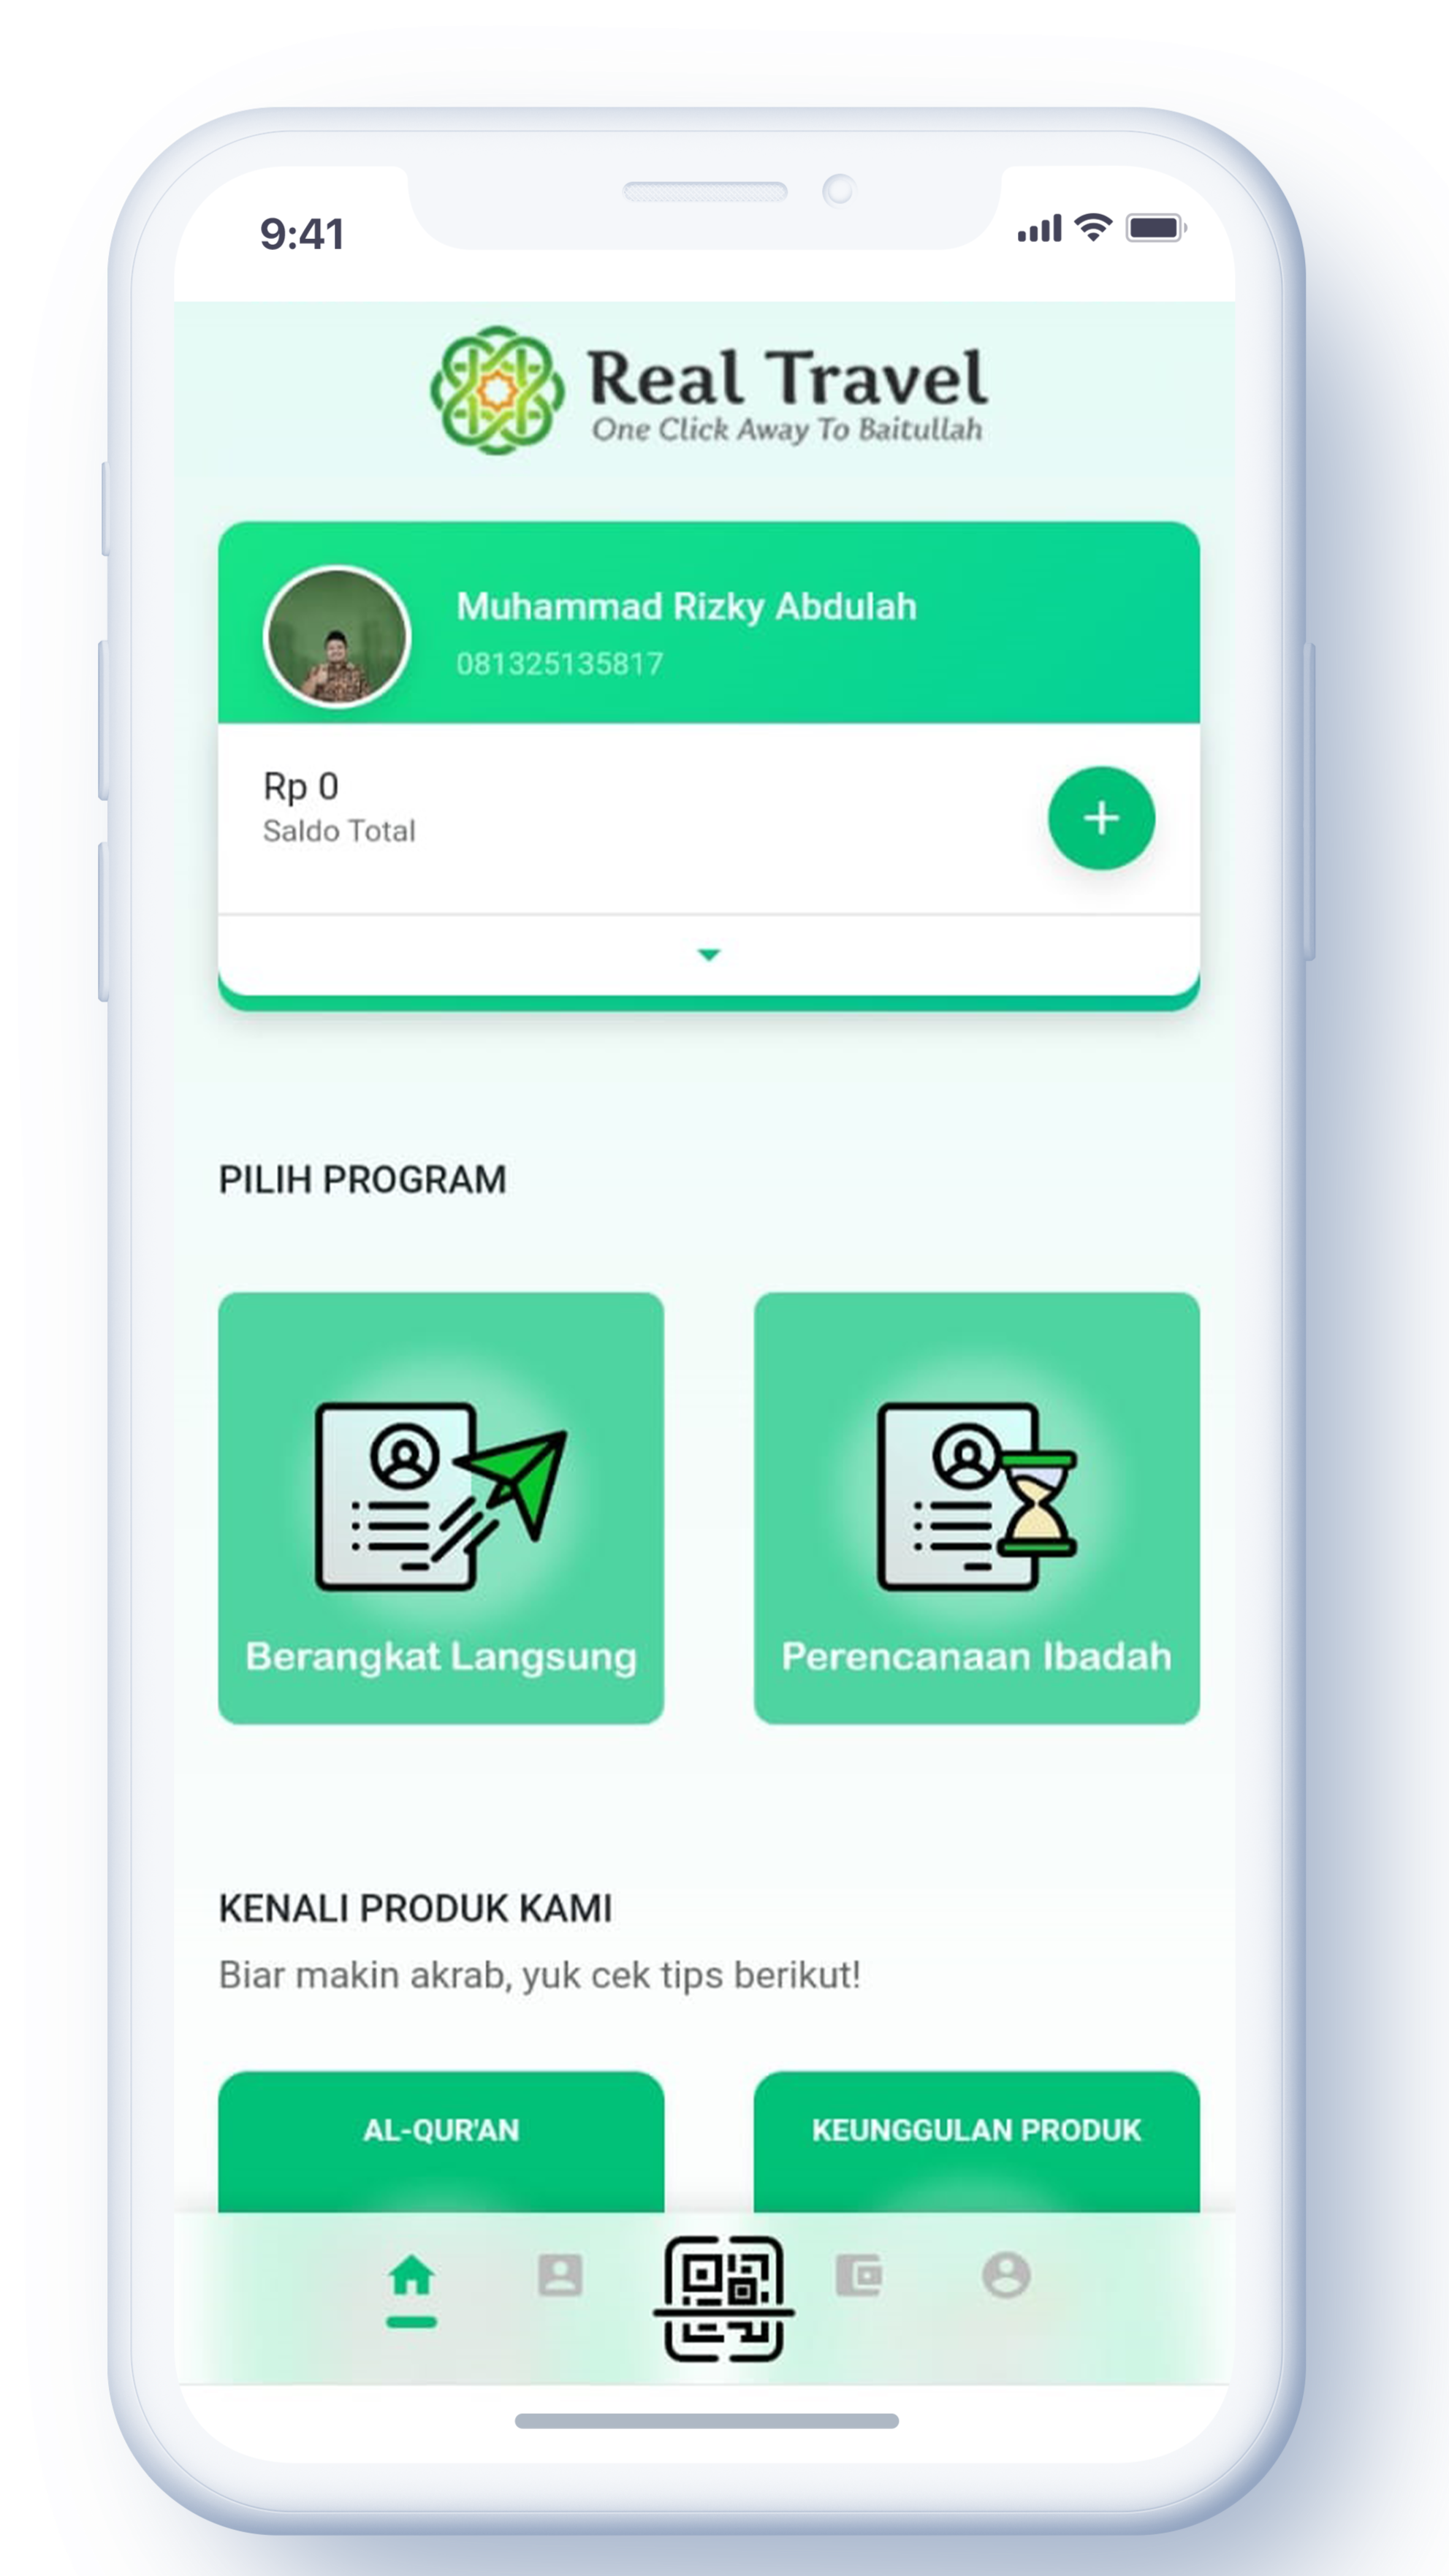 9:41
Real Travel
One Click Away To Baitullah
Muhammad Rizky Abdulah
081325135817
Rp 0
Saldo Total
PILIH PROGRAM
Berangkat Langsung
Perencanaan Ibadah
KENALI PRODUK KAMI
Biar makin akrab, yuk cek tips berikut!
AL-QUR'AN
KEUNGGULAN PRODUK